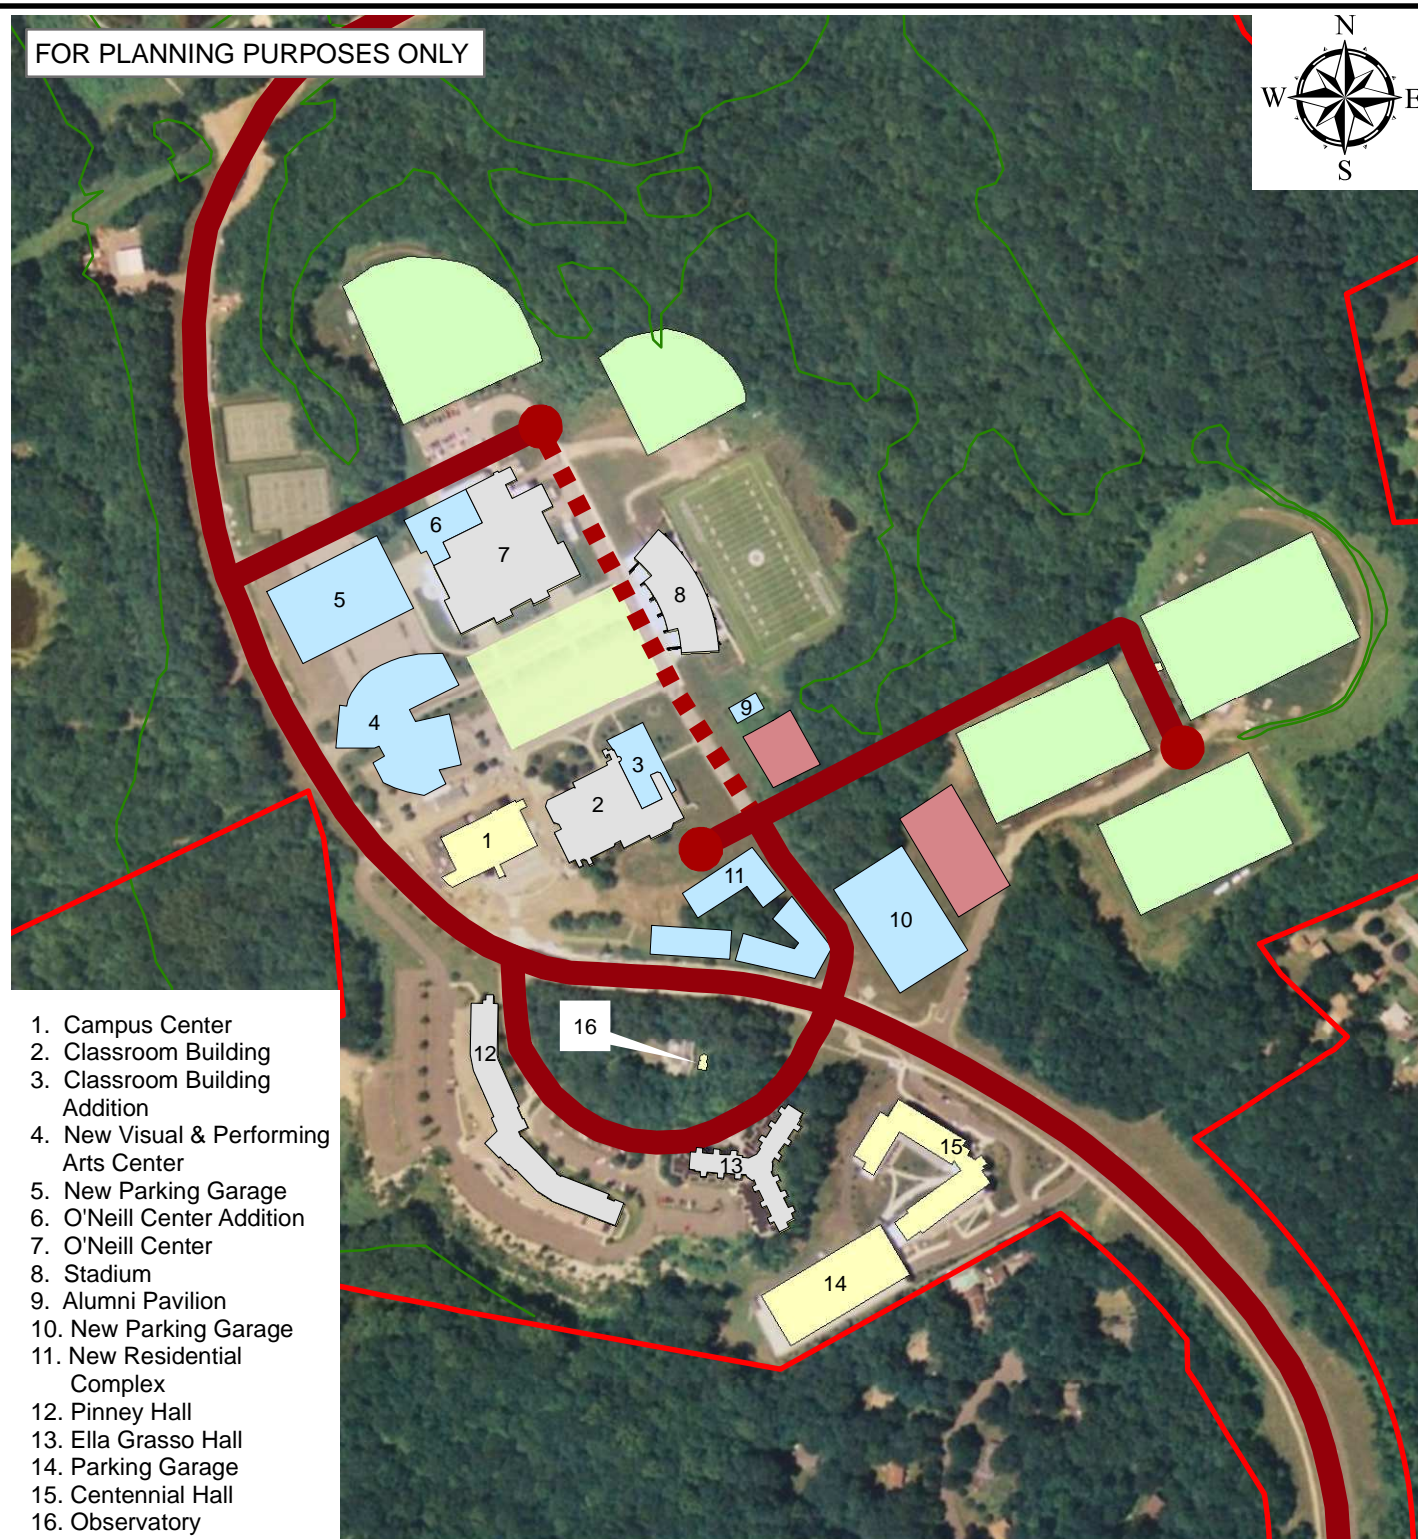 FOR PLANNING PURPOSES ONLY
N
W E
S
6
7
5
8
4
9
3
2
1
11
10
16
12
15
13
14
1. Campus Center
2. Classroom Building
3. Classroom Building
Addition
4. New Visual & Performing
Arts Center
5. New Parking Garage
6. O'Neill Center Addition
7. O'Neill Center
8. Stadium
9. Alumni Pavilion
10. New Parking Garage
11. New Residential
Complex
12. Pinney Hall
13. Ella Grasso Hall
14. Parking Garage
15. Centennial Hall
16. Observatory